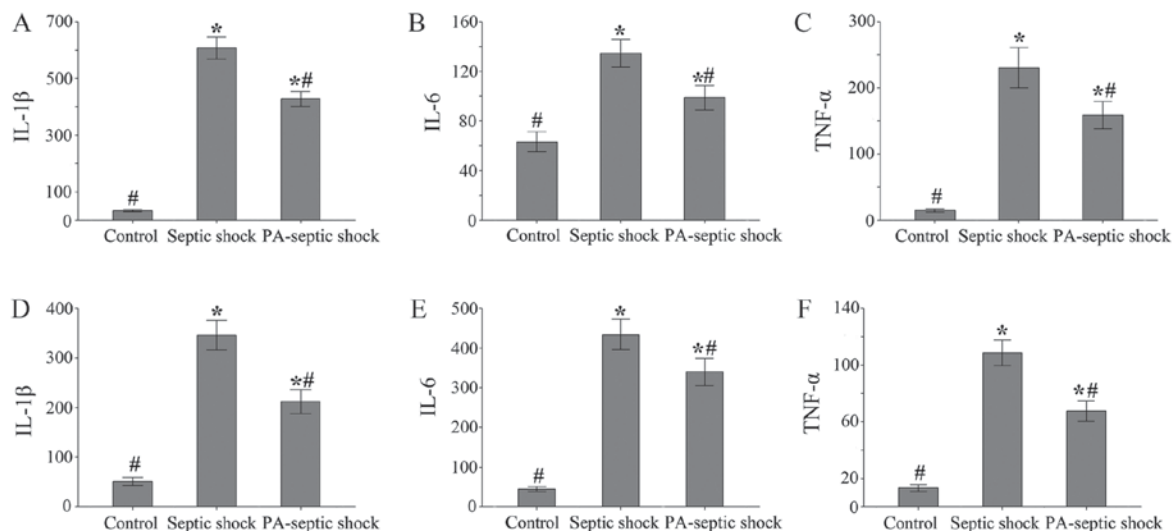 A
IL-1β
700
500
300
100
0
#
*
*#
Control Septic shock PA-septic shock
B
IL-6
160
120
80
60
40
0
#
*
*#
Control Septic shock PA-septic shock
C
TNF-α
300
200
100
0
#
*
*#
Control Septic shock PA-septic shock
D
IL-1β
400
300
200
100
0
#
*
*#
Control Septic shock PA-septic shock
E
IL-6
500
400
300
200
100
0
#
*
*#
Control Septic shock PA-septic shock
F
TNF-α
140
100
60
20
0
#
*
*#
Control Septic shock PA-septic shock